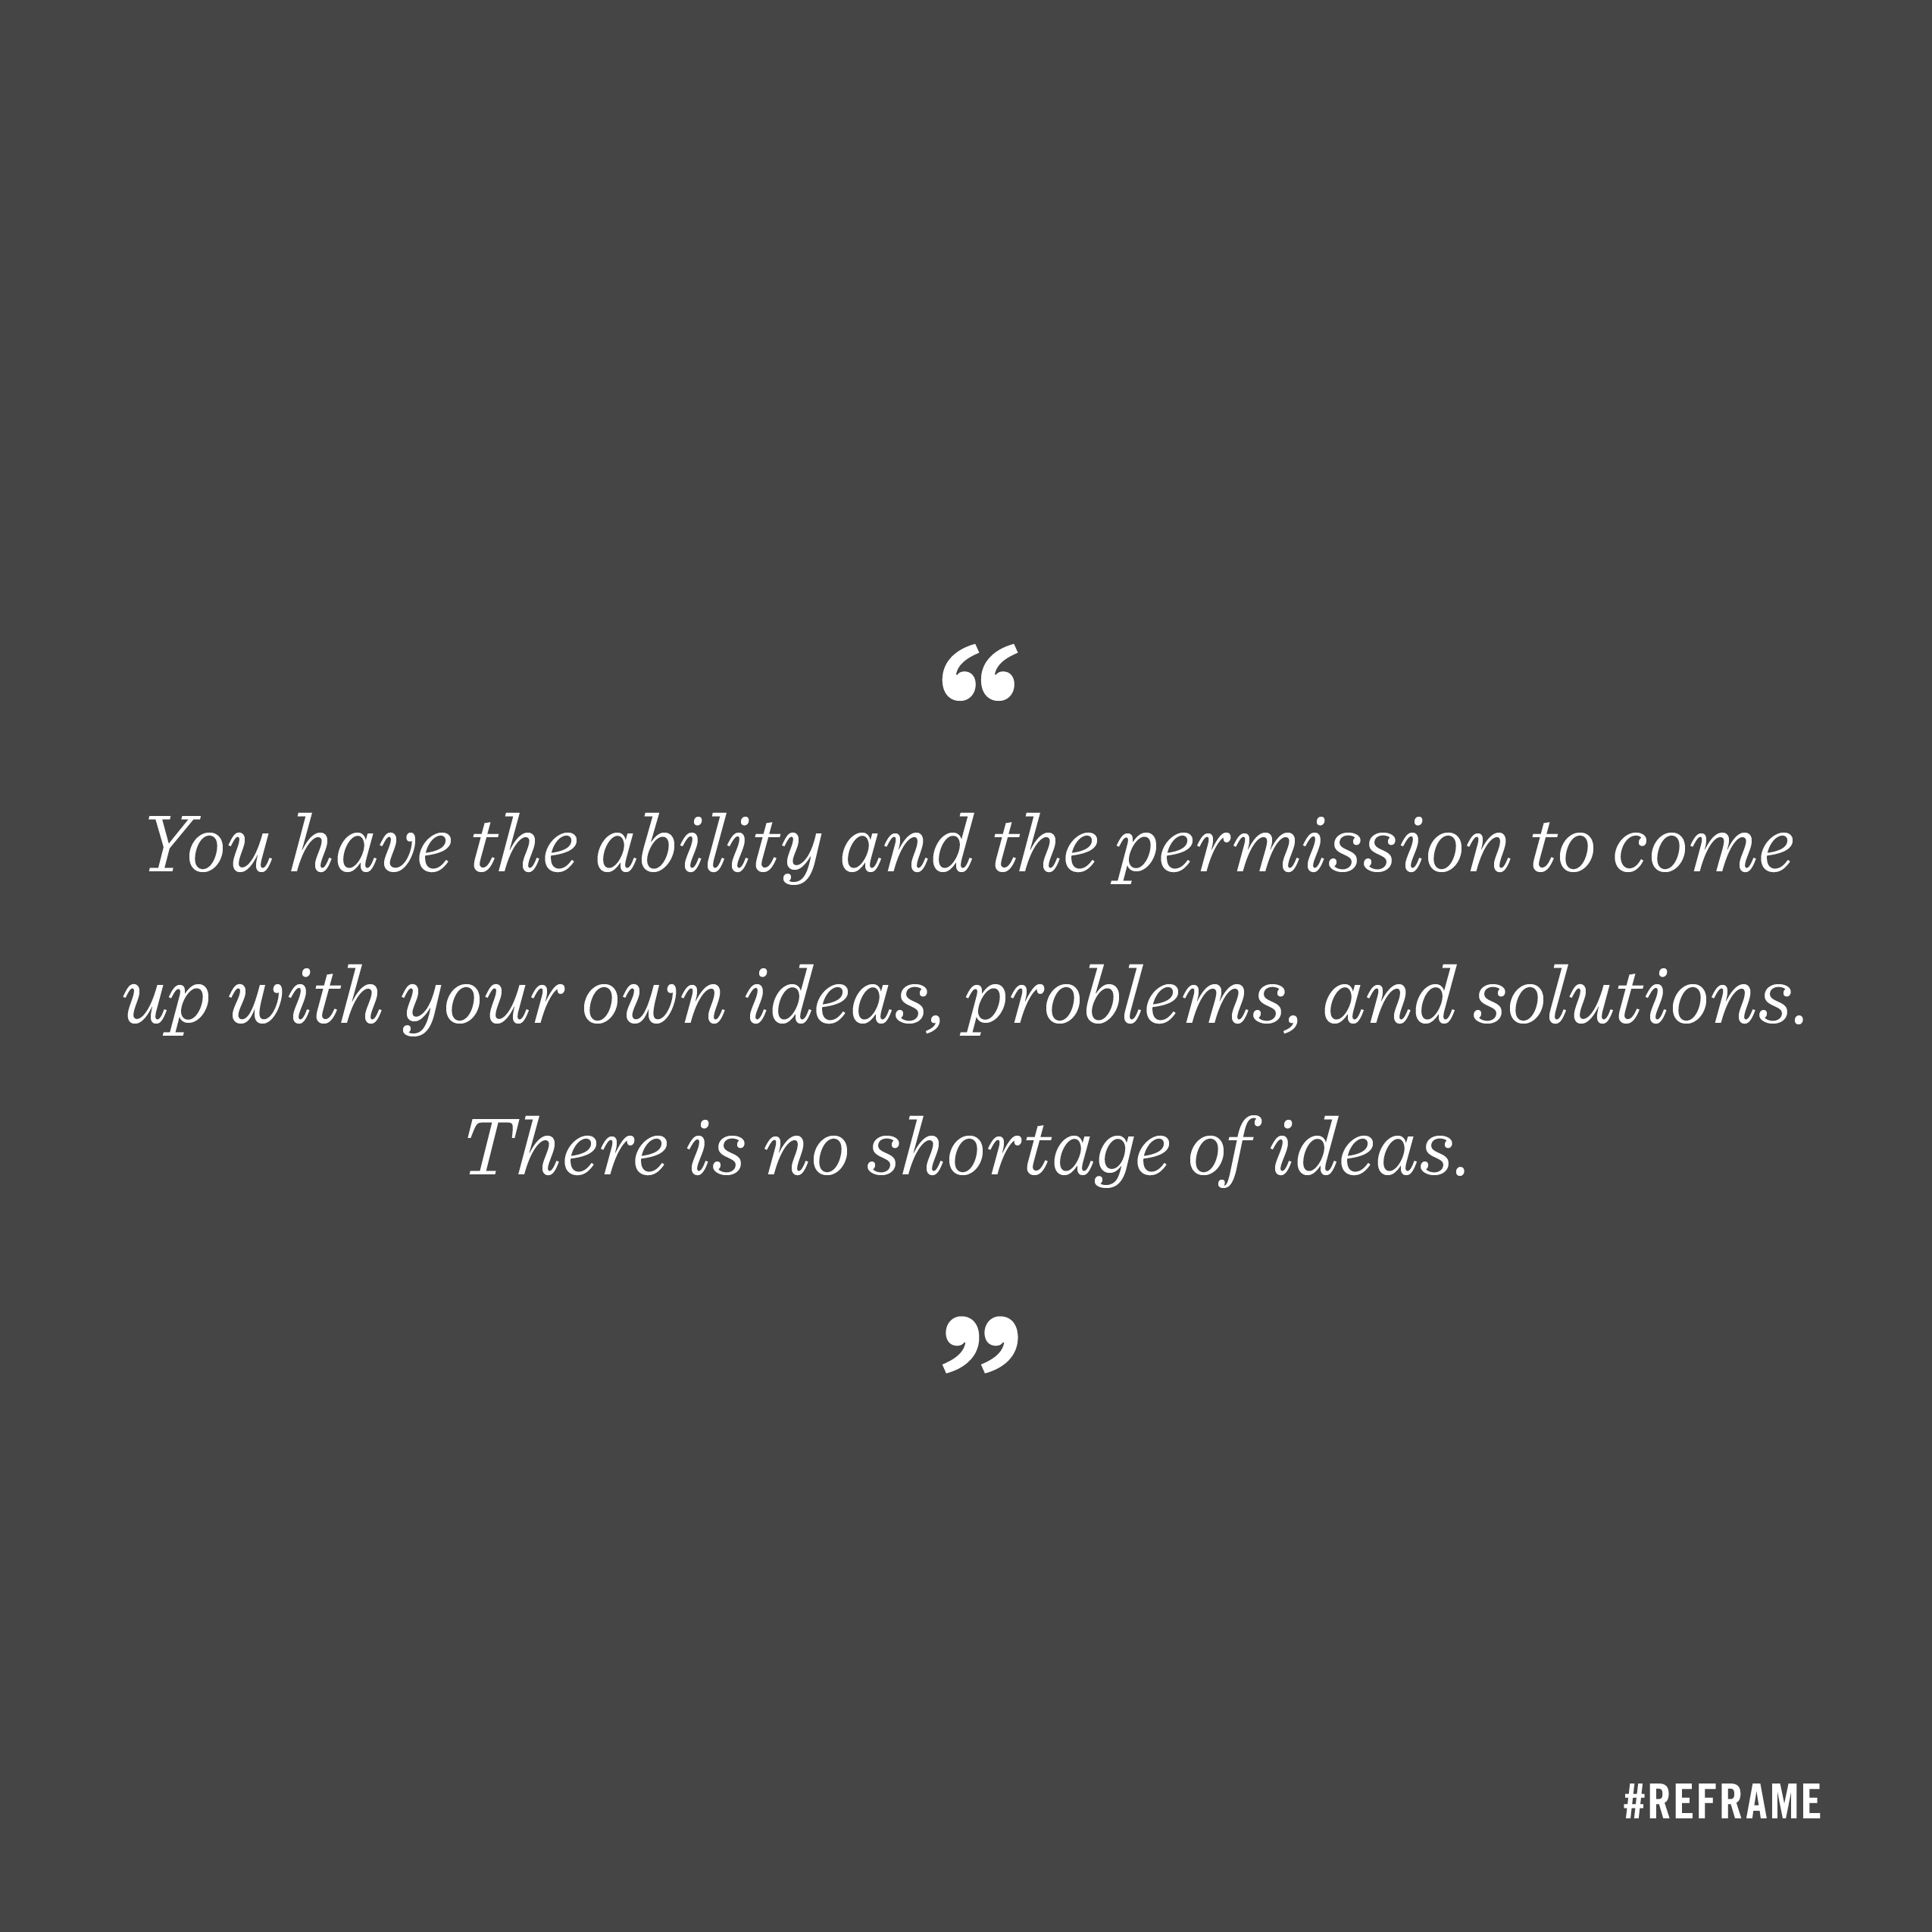 “
You have the ability and the permission to come
up with your own ideas, problems, and solutions.
There is no shortage of ideas.
”
#REFRAME